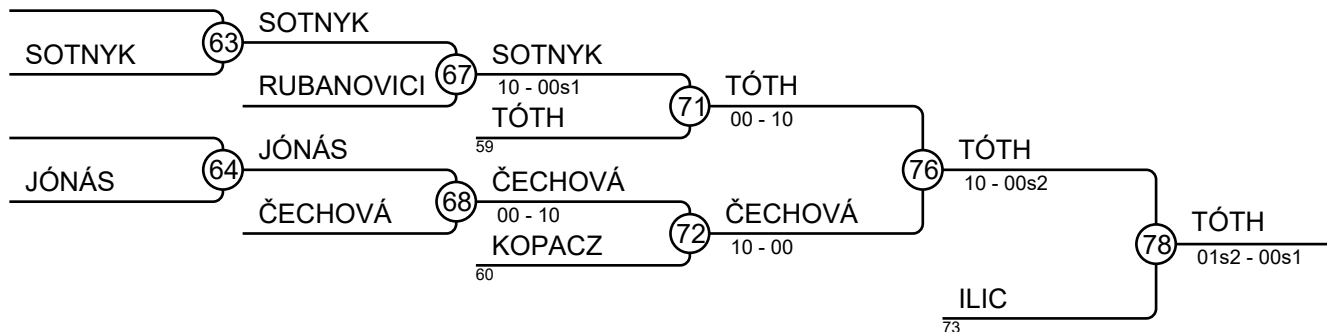 SOTNYK
63
SOTNYK
RUBANOVICI
67
SOTNYK
10 - 00s1
TÓTH
59
71
TÓTH
00 - 10
JÓNÁS
64
JÓNÁS
ČECHOVÁ
68
ČECHOVÁ
00 - 10
KOPACZ
60
72
ČECHOVÁ
10 - 00
76
TÓTH
10 - 00s2
ILIC
73
78
TÓTH
01s2 - 00s1